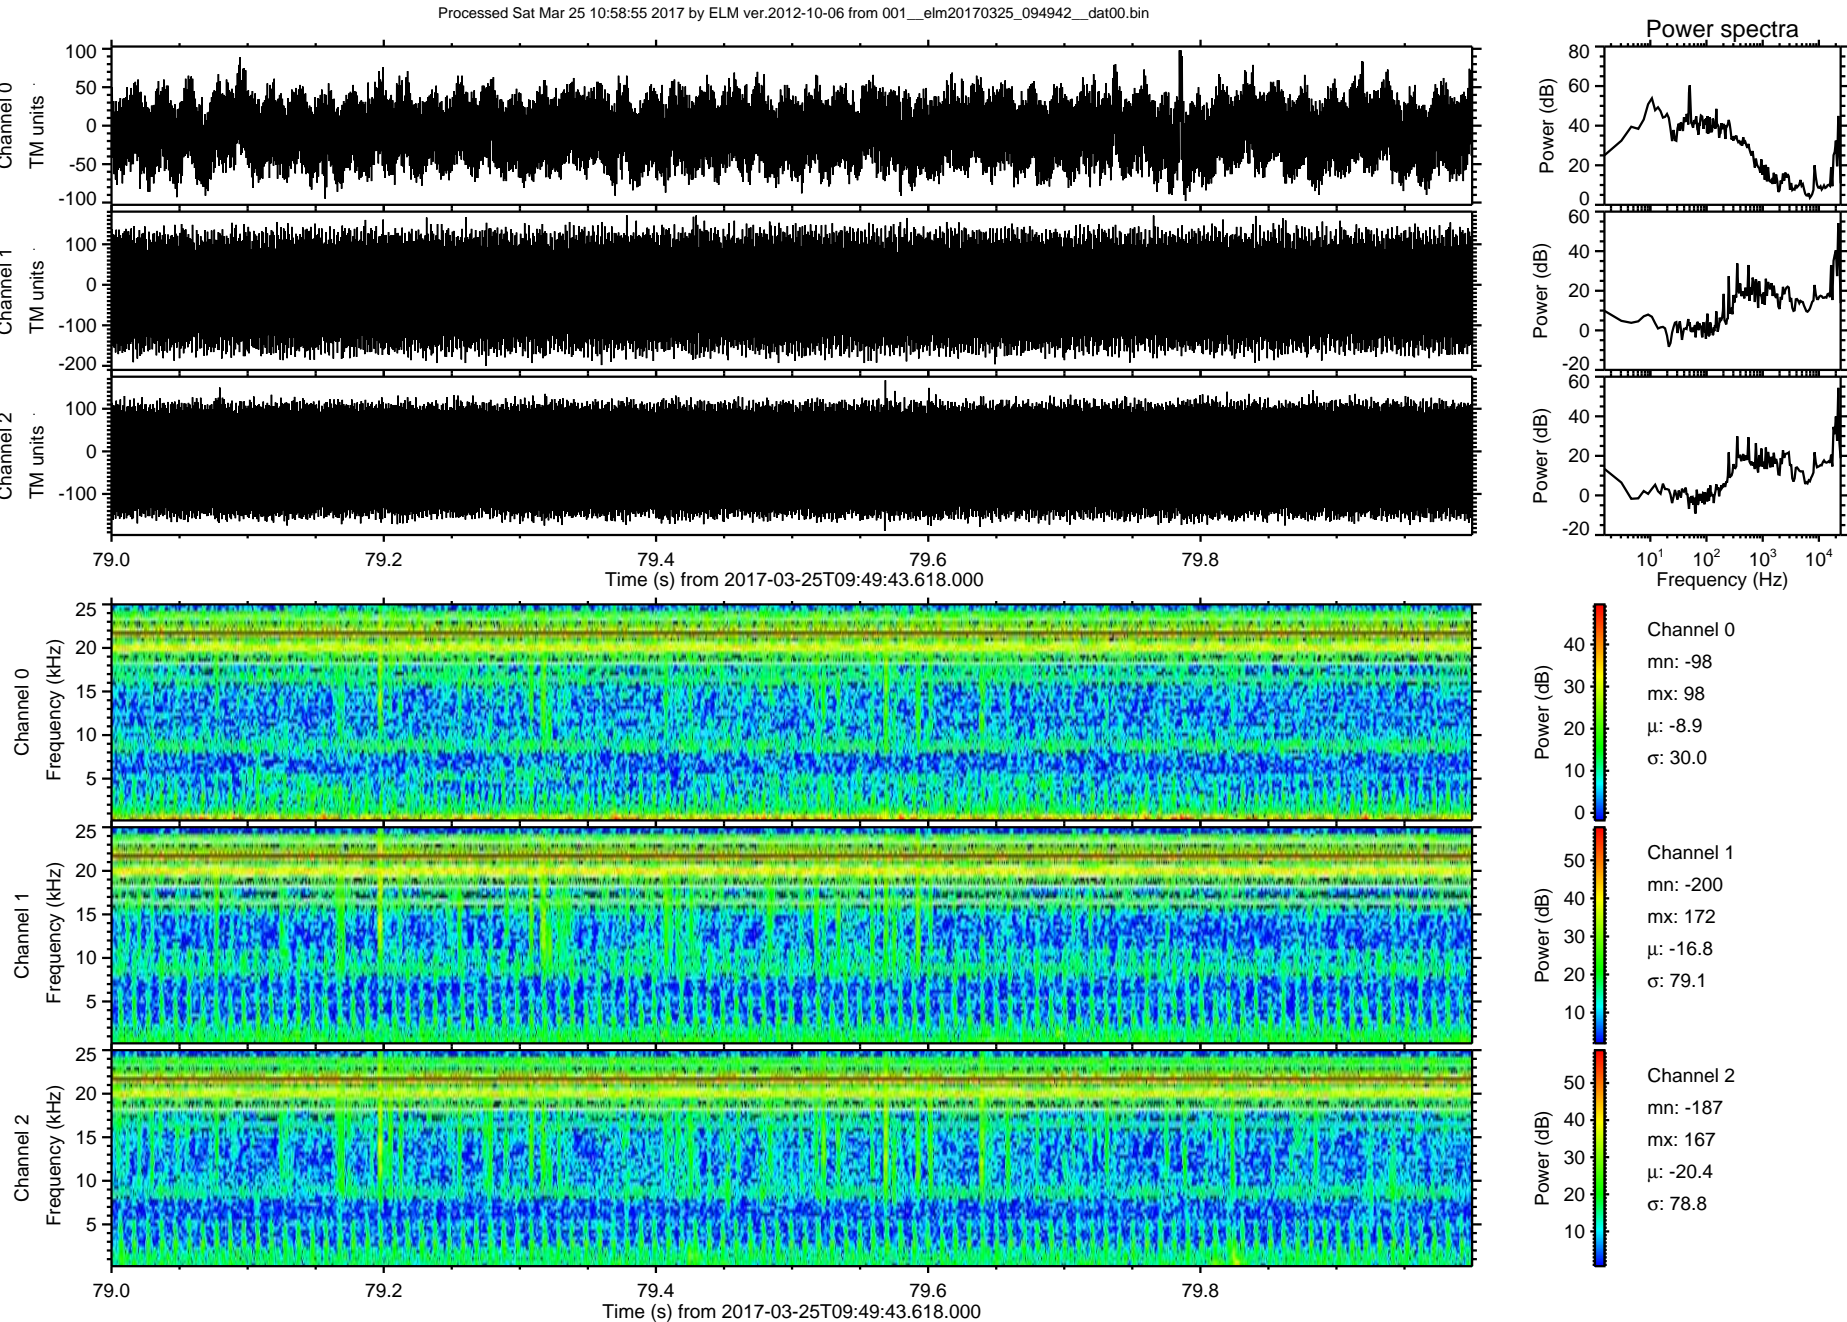 Processed Sat Mar 25 10:58:55 2017 by ELM ver.2012-10-06 from 001__elm20170325_094942__dat00.bin
Power spectra
Channel 0
TM units
100
50
0
-50
-100
Power (dB)
80
60
40
20
0
Channel 1
TM units
100
0
-100
-200
Power (dB)
60
40
20
0
-20
Channel 2
TM units
100
0
-100
Power (dB)
60
40
20
0
-20
79.0
79.2
79.4
79.6
79.8
Time (s) from 2017-03-25T09:49:43.618.000
10^1
10^2
10^3
10^4
Frequency (Hz)
Channel 0
Frequency (kHz)
25
20
15
10
5
Power (dB)
40
30
20
10
0
Channel 0
mn: -98
mx: 98
μ: -8.9
σ: 30.0
Channel 1
Frequency (kHz)
25
20
15
10
5
Power (dB)
50
40
30
20
10
Channel 1
mn: -200
mx: 172
μ: -16.8
σ: 79.1
Channel 2
Frequency (kHz)
25
20
15
10
5
Power (dB)
50
40
30
20
10
Channel 2
mn: -187
mx: 167
μ: -20.4
σ: 78.8
79.0
79.2
79.4
79.6
79.8
Time (s) from 2017-03-25T09:49:43.618.000